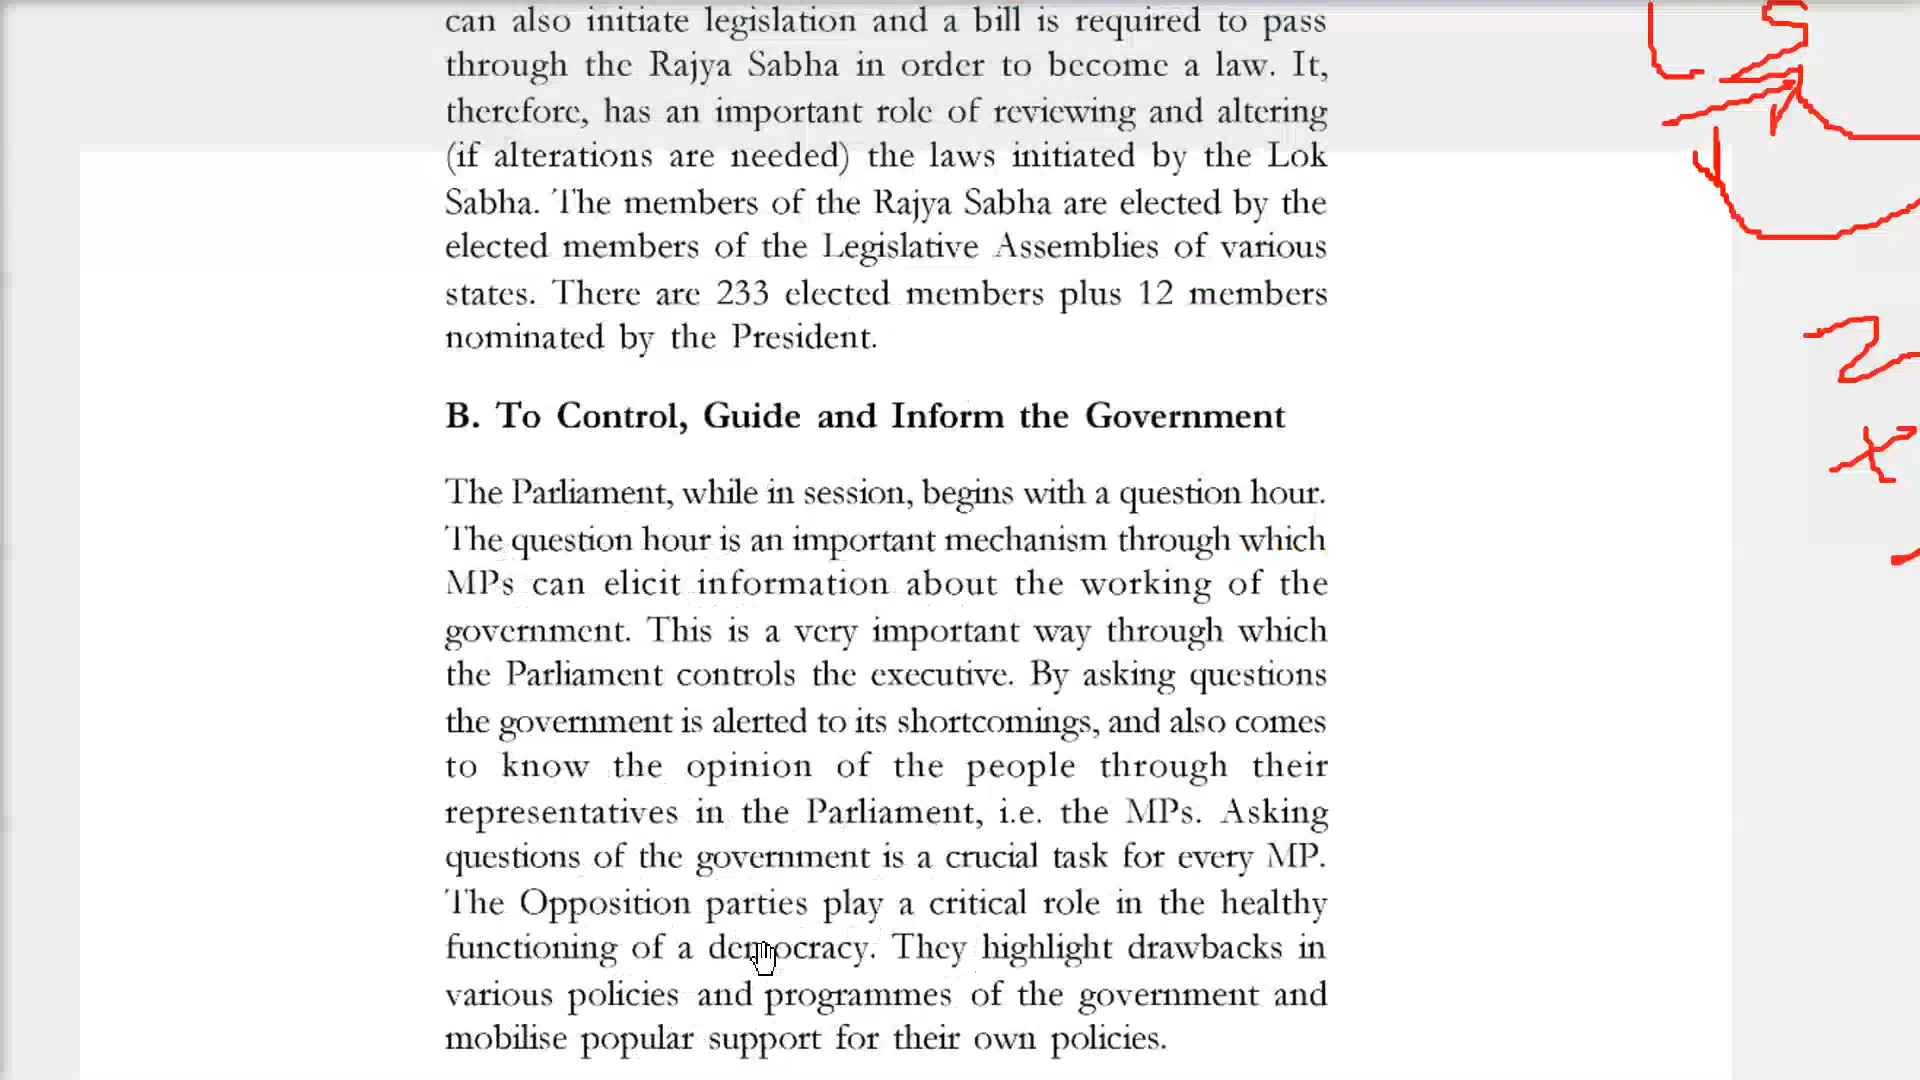 can also initiate legislation and a bill is required to pass
through the Rajya Sabha in order to become a law. It,
therefore, has an important role of reviewing and altering
(if alterations are needed) the laws initiated by the Lok
Sabha. The members of the Rajya Sabha are elected by the
elected members of the Legislative Assemblies of various
states. There are 233 elected members plus 12 members
nominated by the President.
B. To Control, Guide and Inform the Government
The Parliament, while in session, begins with a question hour.
The question hour is an important mechanism through which
MPs can elicit information about the working of the
government. This is a very important way through which
the Parliament controls the executive. By asking questions
the government is alerted to its shortcomings, and also comes
to know the opinion of the people through their
representatives in the Parliament, i.e. the MPs. Asking
questions of the government is a crucial task for every MP.
The Opposition parties play a critical role in the healthy
functioning of a democracy. They highlight drawbacks in
various policies and programmes of the government and
mobilise popular support for their own policies.